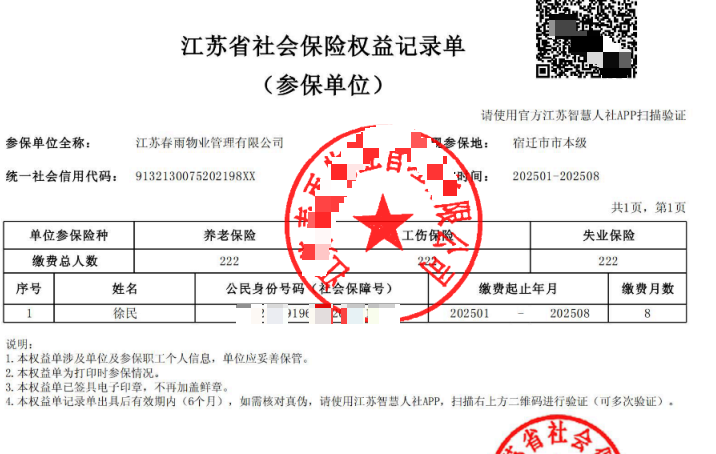 江苏省社会保险权益记录单
（参保单位）
请使用官方江苏智慧人社APP扫描验证
参保单位全称： 江苏春雨物业管理有限公司 参保地： 宿迁市市本级
统一社会信用代码： 9132130075202198XX 时间： 202501-202508
共1页，第1页
单位参保险种 养老保险 工伤保险 失业保险
缴费总人数 222 222 222
序号 姓名 公民身份号码（社会保障号） 缴费起止年月 缴费月数
1 徐民 202501 - 202508 8
说明：
1.本权益单涉及单位及参保职工个人信息，单位应妥善保管。
2.本权益单为打印时参保情况。
3.本权益单已签具电子印章，不再加盖鲜章。
4.本权益单记录单出具后有效期内（6个月），如需核对真伪，请使用江苏智慧人社APP，扫描右上方二维码进行验证（可多次验证）。
限公司
省社会保